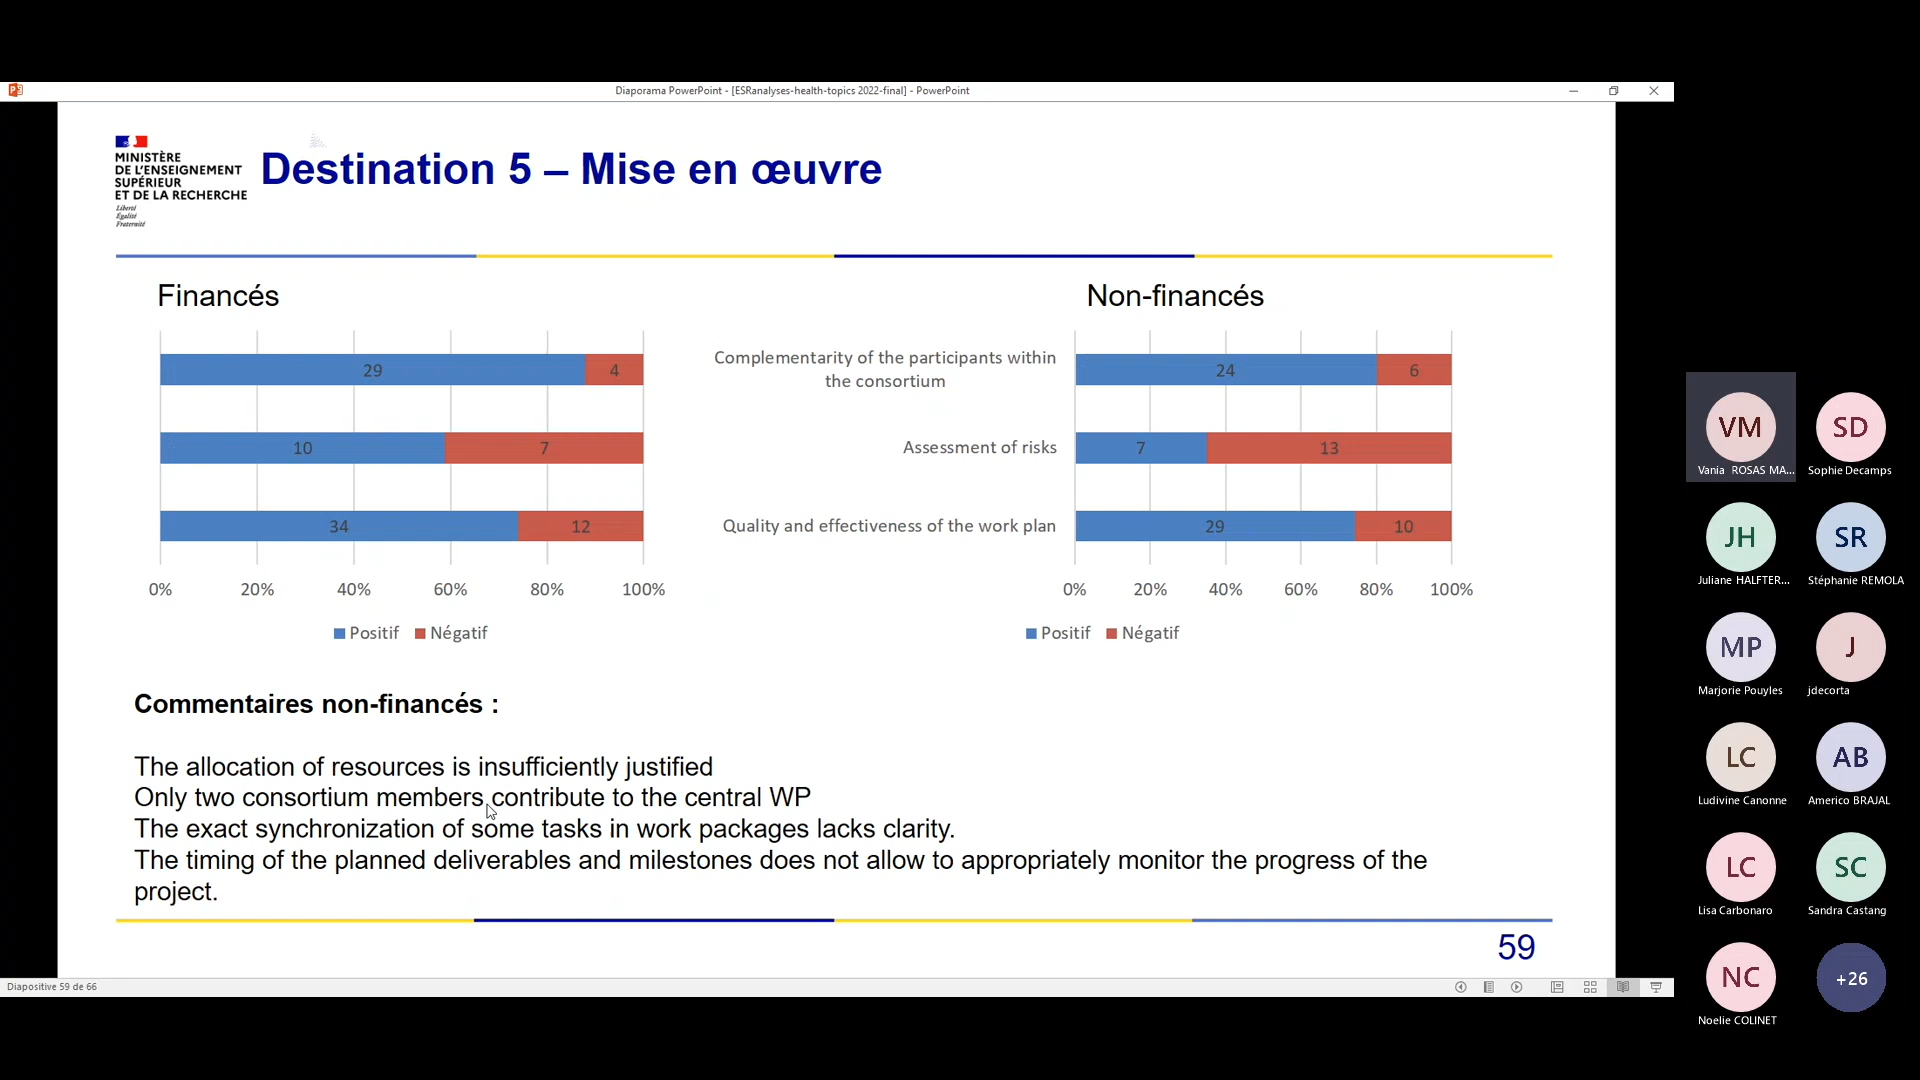 Diaporama PowerPoint - [ESRanalyses-health-topics 2022-final] - PowerPoint
MINISTÈRE
DE L'ENSEIGNEMENT
SUPÉRIEUR
ET DE LA RECHERCHE
Liberté
Égalité
Fraternité
Destination 5 – Mise en œuvre
Financés
Non-financés
29 4
Complementarity of the participants within
the consortium
24 6
10 7
Assessment of risks
7 13
34 12
Quality and effectiveness of the work plan
29 10
0% 20% 40% 60% 80% 100%
0% 20% 40% 60% 80% 100%
Positif Négatif
Positif Négatif
Commentaires non-financés :
The allocation of resources is insufficiently justified
Only two consortium members contribute to the central WP
The exact synchronization of some tasks in work packages lacks clarity.
The timing of the planned deliverables and milestones does not allow to appropriately monitor the progress of the
project.
59
Diapositive 59 de 66
VM
Vania ROSAS MA...
SD
Sophie Decamps
JH
Juliane HALFTER...
SR
Stéphanie REMOLA
MP
Marjorie Pouyles
J
jdecorta
LC
Ludivine Canonne
AB
Americo BRAJAL
LC
Lisa Carbonaro
SC
Sandra Castang
NC
Noelie COLINET
+26